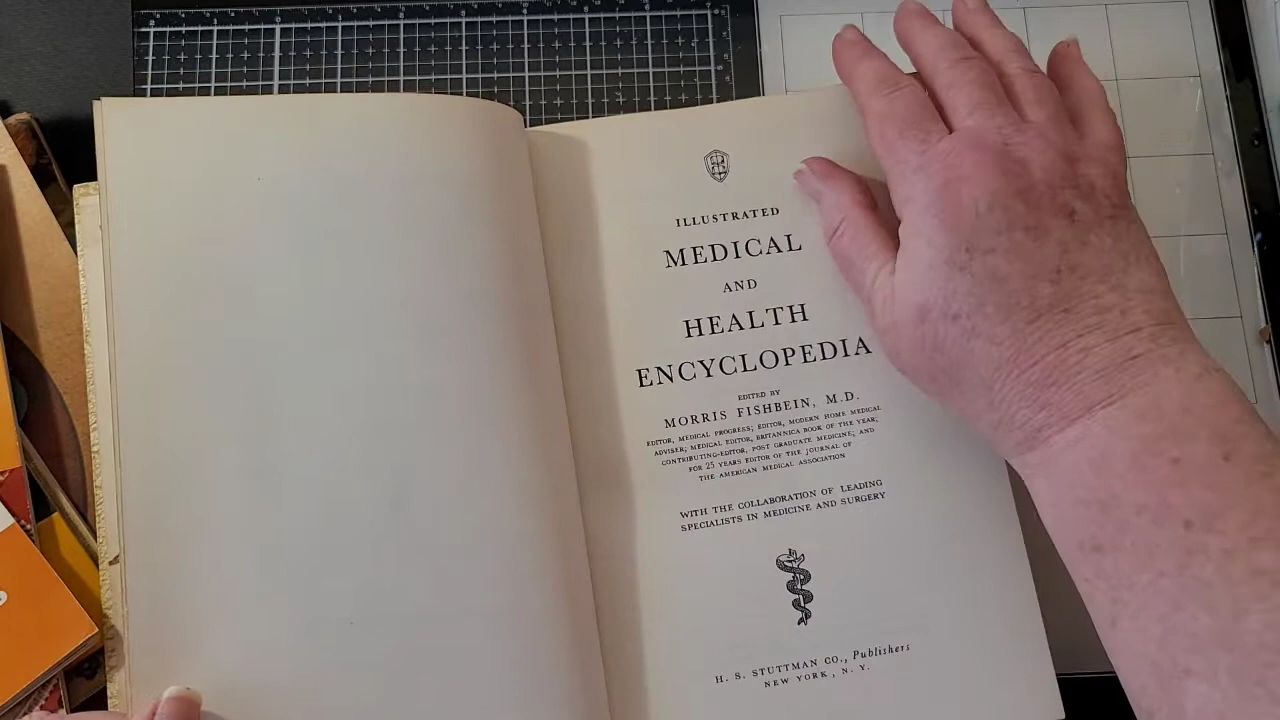 ILLUSTRATED
MEDICAL
AND
HEALTH
ENCYCLOPEDIA
EDITED BY
MORRIS FISHBEIN, M.D.
EDITOR, MEDICAL PROGRESS; EDITOR, MODERN HOME MEDICAL
ADVISER; MEDICAL EDITOR, BRITANNICA BOOK OF THE YEAR;
CONTRIBUTING-EDITOR, POST GRADUATE MEDICINE; AND
FOR 25 YEARS EDITOR OF THE JOURNAL OF
THE AMERICAN MEDICAL ASSOCIATION
WITH THE COLLABORATION OF LEADING
SPECIALISTS IN MEDICINE AND SURGERY
H. S. STUTTMAN CO., Publishers
NEW YORK, N. Y.